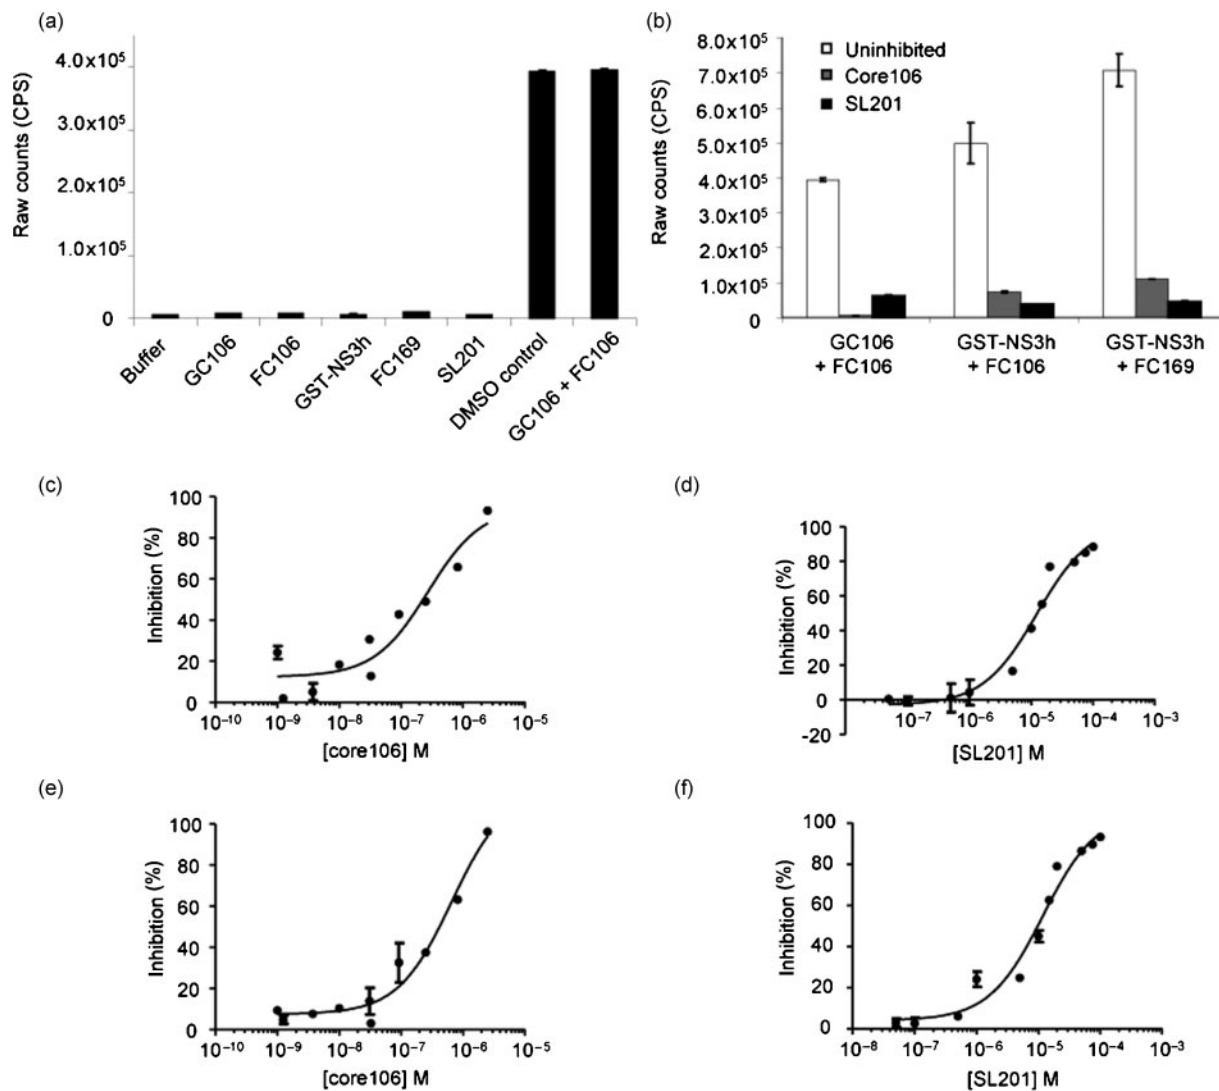 (a)
Raw counts (CPS)
4.0x10⁵
3.0x10⁵
2.0x10⁵
1.0x10⁵
0
Buffer
GC106
FC106
GST-NS3h
FC169
SL201
DMSO control
GC106 + FC106
(b)
Raw counts (CPS)
8.0x10⁵
7.0x10⁵
6.0x10⁵
5.0x10⁵
4.0x10⁵
3.0x10⁵
2.0x10⁵
1.0x10⁵
0
Uninhibited
Core106
SL201
GC106 + FC106
GST-NS3h + FC106
GST-NS3h + FC169
(c)
Inhibition (%)
100
80
60
40
20
0
10⁻¹⁰ 10⁻⁹ 10⁻⁸ 10⁻⁷ 10⁻⁶ 10⁻⁵
[core106] M
(d)
Inhibition (%)
100
80
60
40
20
0
-20
10⁻⁷ 10⁻⁶ 10⁻⁵ 10⁻⁴ 10⁻³
[SL201] M
(e)
Inhibition (%)
100
80
60
40
20
0
10⁻¹⁰ 10⁻⁹ 10⁻⁸ 10⁻⁷ 10⁻⁶ 10⁻⁵
[core106] M
(f)
Inhibition (%)
100
80
60
40
20
0
10⁻⁸ 10⁻⁷ 10⁻⁶ 10⁻⁵ 10⁻⁴ 10⁻³
[SL201] M